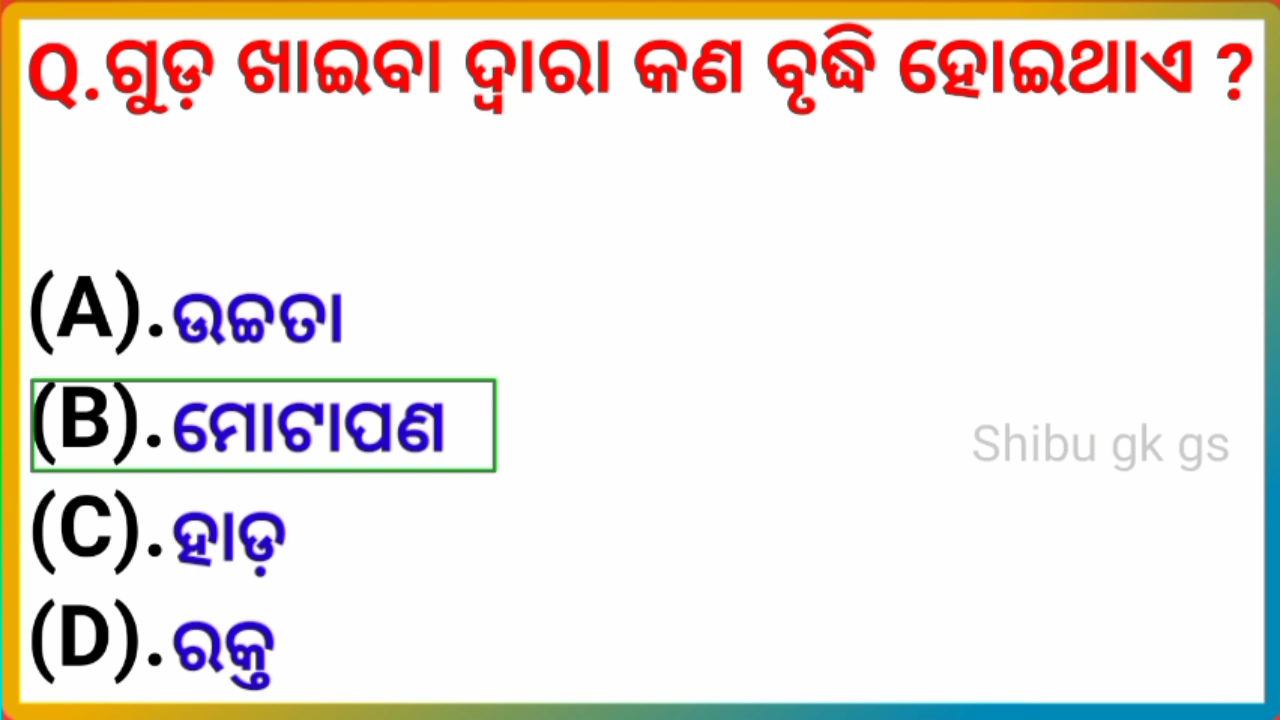 Q.ଗୁଡ଼ ଖାଇବା ଦ୍ୱାରା କଣ ବୃଦ୍ଧି ହୋଇଥାଏ ?
(A).ଉଚ୍ଚତା
(B).ମୋଟାପଣ
Shibu gk gs
(C).ହାଡ଼
(D).ରକ୍ତ